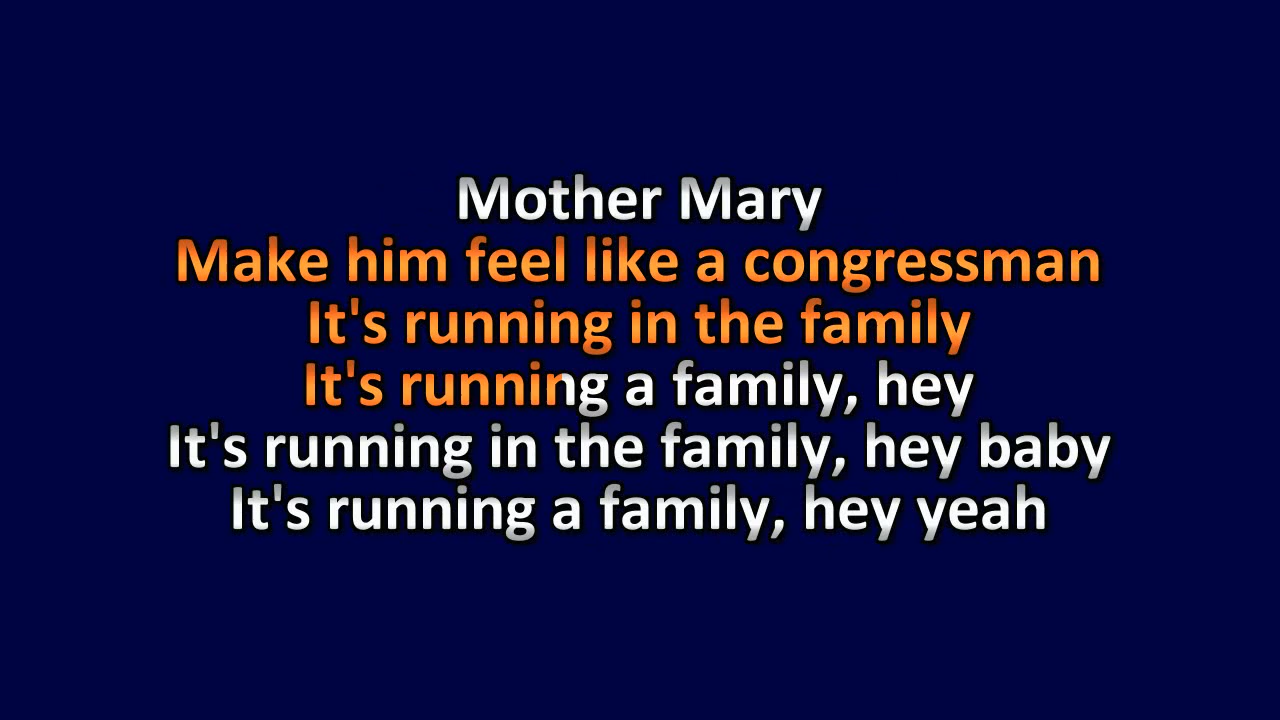 Mother Mary
Make him feel like a congressman
It's running in the family
It's running a family, hey
It's running in the family, hey baby
It's running a family, hey yeah